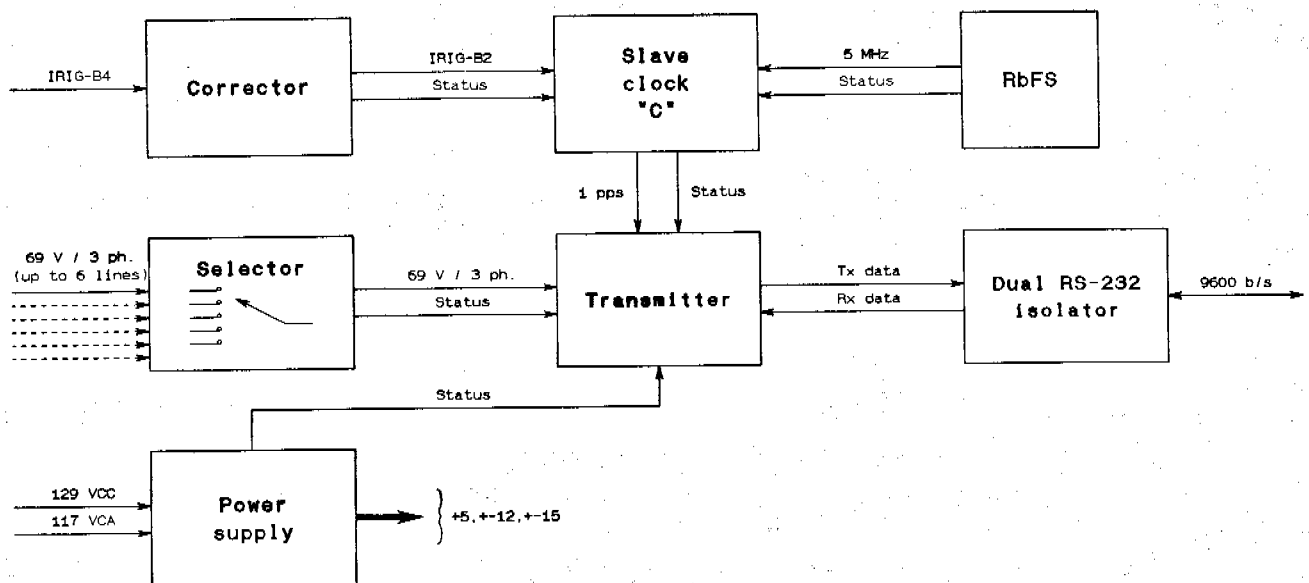 IRIG-B4
Corrector
IRIG-B2
Status
Slave
clock
"C"
5 MHz
Status
RbFS
1 pps
Status
69 V / 3 ph.
(up to 6 lines)
Selector
69 V / 3 ph.
Status
Transmitter
Tx data
Rx data
Dual RS-232
isolator
9600 b/s
Status
129 VCC
117 VCA
Power
supply
+5,+-12,+-15